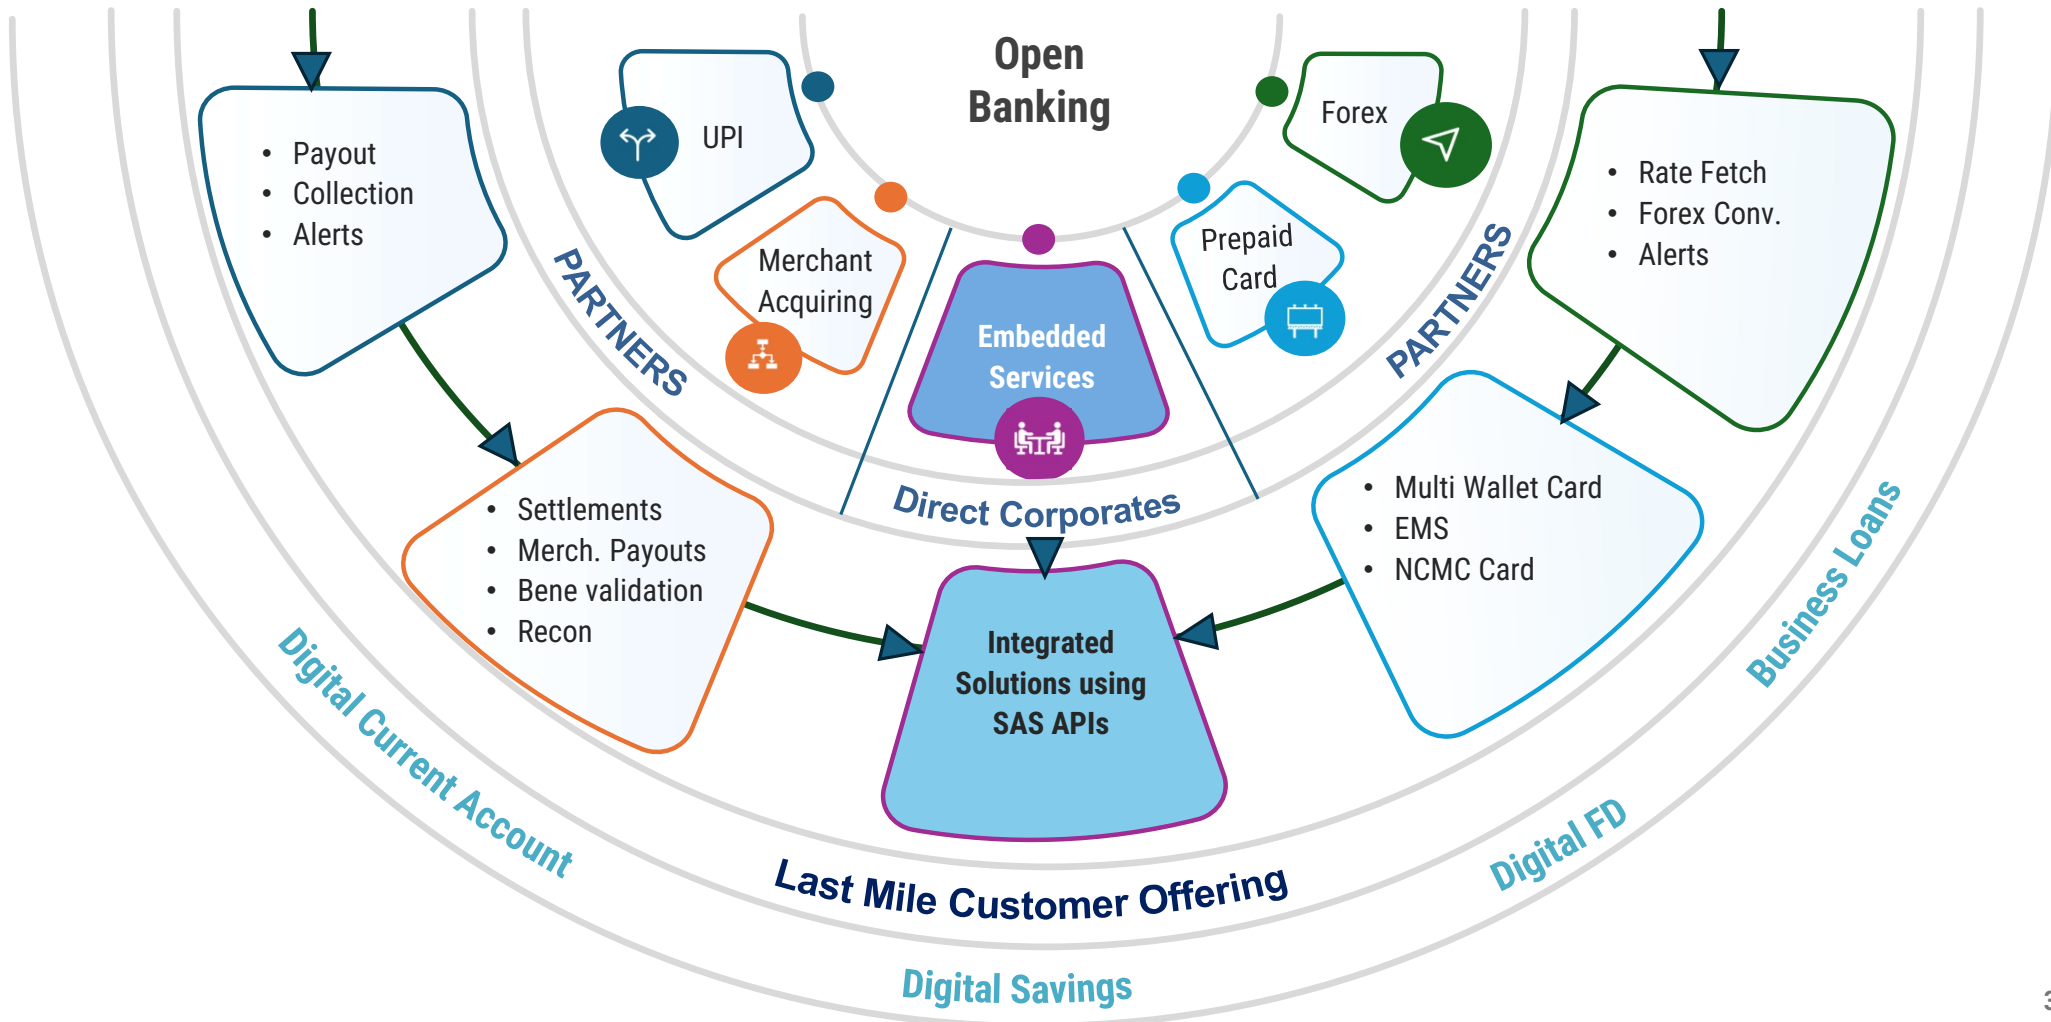 Open
Banking
UPI
Forex
Merchant
Acquiring
Prepaid
Card
Embedded
Services
PARTNERS
PARTNERS
Direct Corporates
• Payout
• Collection
• Alerts
• Rate Fetch
• Forex Conv.
• Alerts
• Settlements
• Merch. Payouts
• Bene validation
• Recon
• Multi Wallet Card
• EMS
• NCMC Card
Integrated
Solutions using
SAS APIs
Last Mile Customer Offering
Digital Current Account
Digital Savings
Digital FD
Business Loans